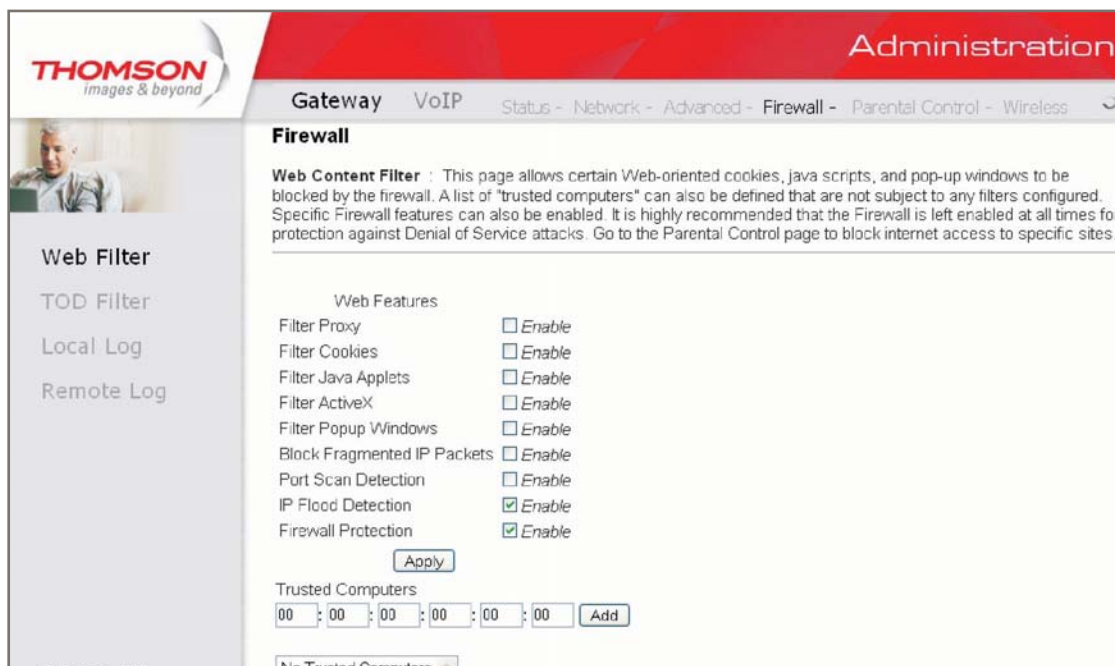 THOMSON
images & beyond
Administration
Gateway VoIP Status - Network - Advanced - Firewall - Parental Control - Wireless
Firewall
Web Content Filter : This page allows certain Web-oriented cookies, java scripts, and pop-up windows to be
blocked by the firewall. A list of "trusted computers" can also be defined that are not subject to any filters configured.
Specific Firewall features can also be enabled. It is highly recommended that the Firewall is left enabled at all times fo
protection against Denial of Service attacks. Go to the Parental Control page to block internet access to specific sites
Web Filter
TOD Filter
Local Log
Remote Log
Web Features
Filter Proxy Enable
Filter Cookies Enable
Filter Java Applets Enable
Filter ActiveX Enable
Filter Popup Windows Enable
Block Fragmented IP Packets Enable
Port Scan Detection Enable
IP Flood Detection Enable
Firewall Protection Enable
Apply
Trusted Computers
00 : 00 : 00 : 00 : 00 : 00 Add
No Trusted Computers